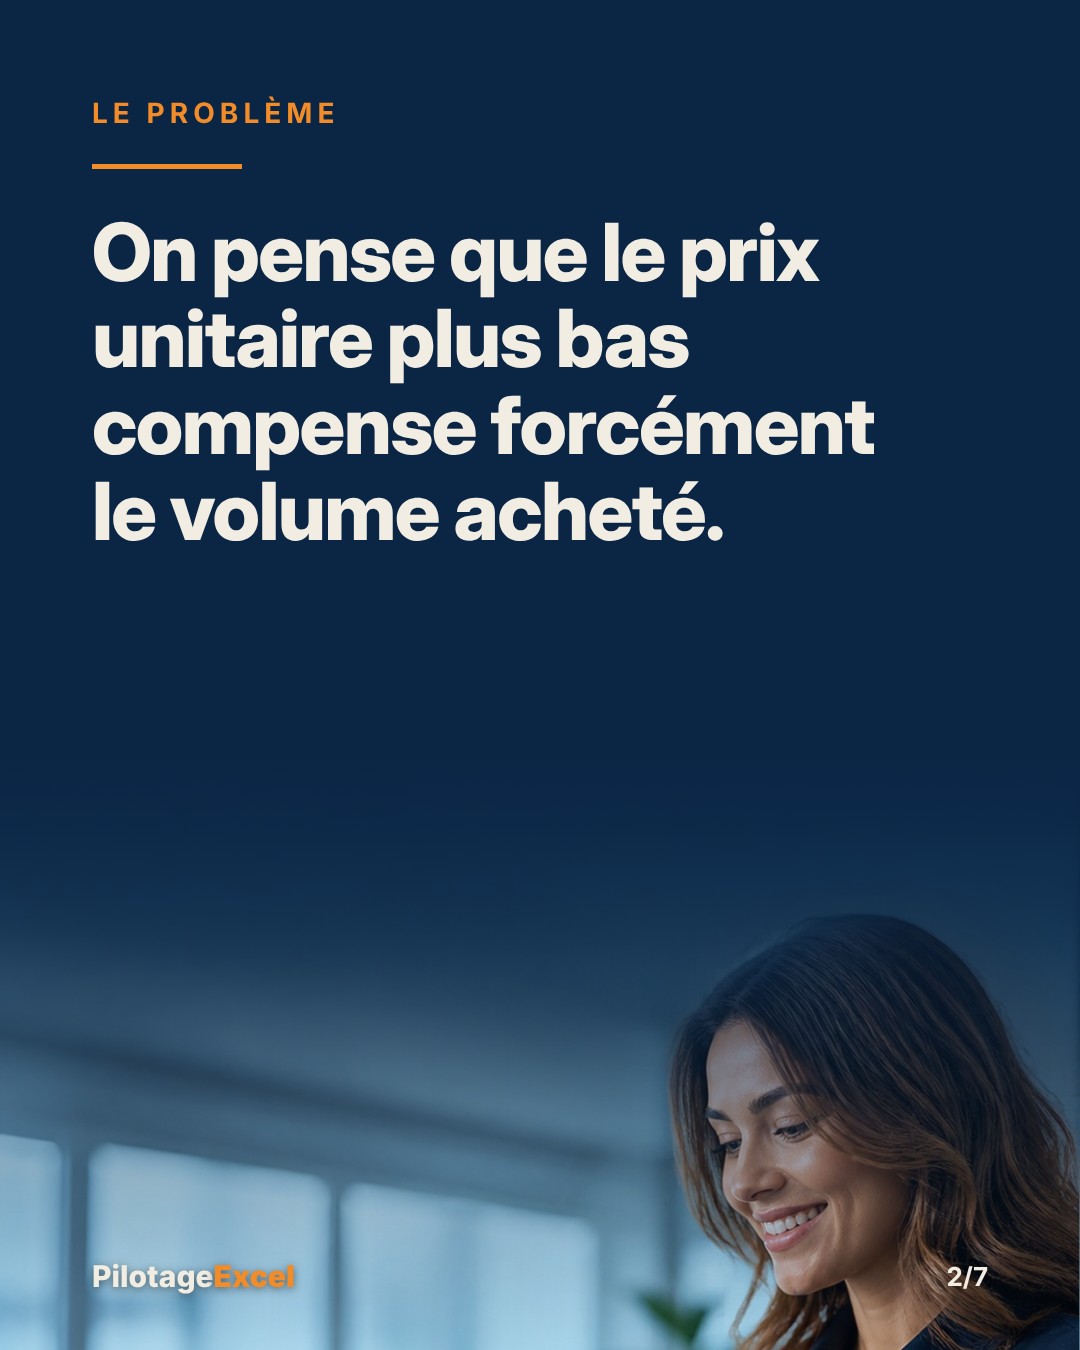 LE PROBLÈME
On pense que le prix
unitaire plus bas
compense forcément
le volume acheté.
PilotageExcel
2/7